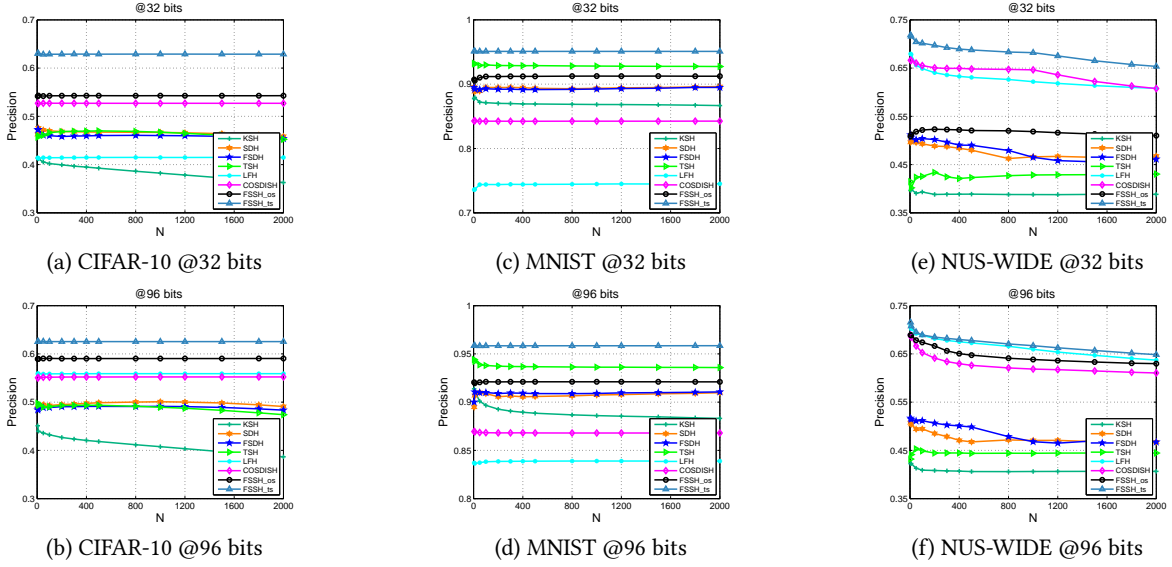 @32 bits
0.7
0.6
0.5
0.4
0.3
Precision
0 400 800 1200 1600 2000
N
KSH
SDH
FSDH
TSH
LFH
COSDISH
FSSH_os
FSSH_ts
(a) CIFAR-10 @32 bits
@32 bits
1
0.9
0.8
0.7
Precision
0 400 800 1200 1600 2000
N
KSH
SDH
FSDH
TSH
LFH
COSDISH
FSSH_os
FSSH_ts
(c) MNIST @32 bits
@32 bits
0.75
0.65
0.55
0.45
0.35
Precision
0 400 800 1200 1600 2000
N
KSH
SDH
FSDH
TSH
LFH
COSDISH
FSSH_os
FSSH_ts
(e) NUS-WIDE @32 bits
@96 bits
0.7
0.6
0.5
0.4
0.3
Precision
0 400 800 1200 1600 2000
N
KSH
SDH
FSDH
TSH
LFH
COSDISH
FSSH_os
FSSH_ts
(b) CIFAR-10 @96 bits
@96 bits
1
0.95
0.9
0.85
0.8
Precision
0 400 800 1200 1600 2000
N
KSH
SDH
FSDH
TSH
LFH
COSDISH
FSSH_os
FSSH_ts
(d) MNIST @96 bits
@96 bits
0.75
0.65
0.55
0.45
0.35
Precision
0 400 800 1200 1600 2000
N
KSH
SDH
FSDH
TSH
LFH
COSDISH
FSSH_os
FSSH_ts
(f) NUS-WIDE @96 bits